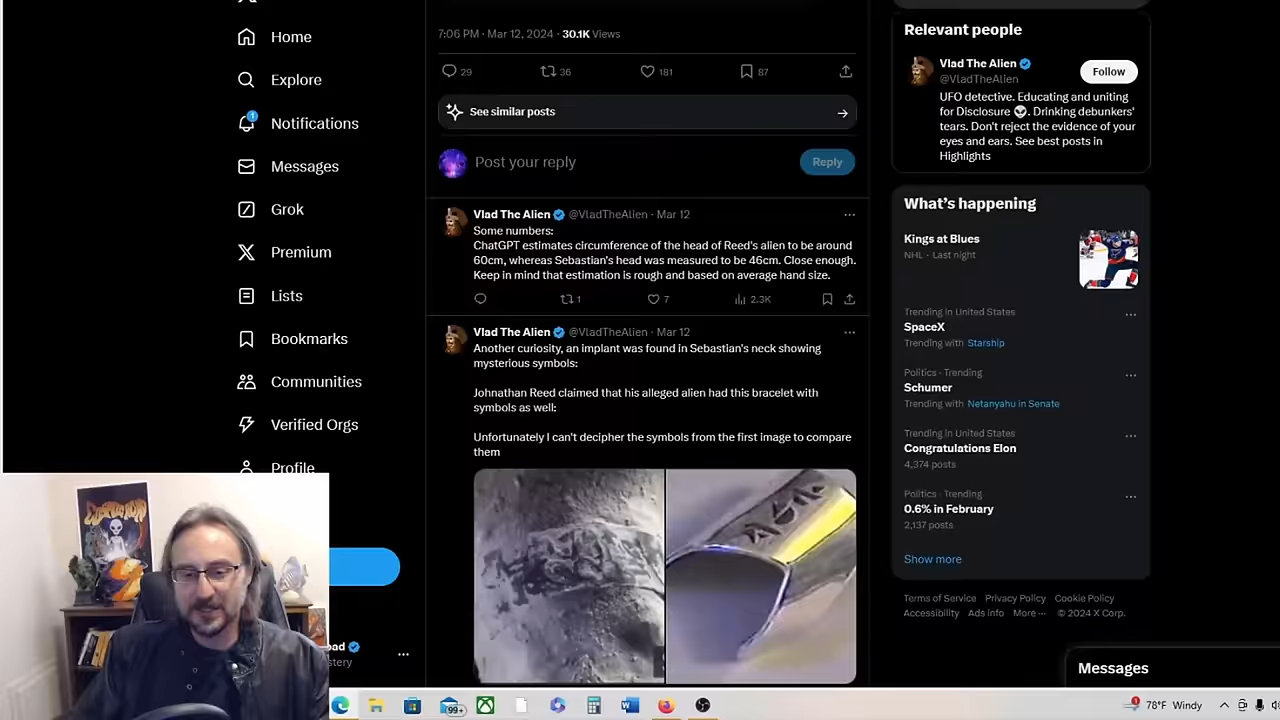 Home
Explore
1
Notifications
Messages
Grok
Premium
Lists
Bookmarks
Communities
Verified Orgs
Profile
7:06 PM · Mar 12, 2024 · 30.1K Views
29 36 181 87
See similar posts
Post your reply
Reply
Vlad The Alien @VladTheAlien · Mar 12
Some numbers:
ChatGPT estimates circumference of the head of Reed's alien to be around
60cm, whereas Sebastian's head was measured to be 46cm. Close enough.
Keep in mind that estimation is rough and based on average hand size.
1 7 2.3K
Vlad The Alien @VladTheAlien · Mar 12
Another curiosity, an implant was found in Sebastian's neck showing
mysterious symbols:
Johnathan Reed claimed that his alleged alien had this bracelet with
symbols as well:
Unfortunately I can't decipher the symbols from the first image to compare
them
Relevant people
Vlad The Alien
@VladTheAlien
Follow
UFO detective. Educating and uniting
for Disclosure 👽. Drinking debunkers'
tears. Don't reject the evidence of your
eyes and ears. See best posts in
Highlights
What's happening
Kings at Blues
NHL · Last night
Trending in United States
SpaceX
Trending with Starship
Politics · Trending
Schumer
Trending with Netanyahu in Senate
Trending in United States
Congratulations Elon
4,374 posts
Politics · Trending
0.6% in February
2,137 posts
Show more
Terms of Service Privacy Policy Cookie Policy
Accessibility Ads info More ··· © 2024 X Corp.
Messages
99+
78°F Windy